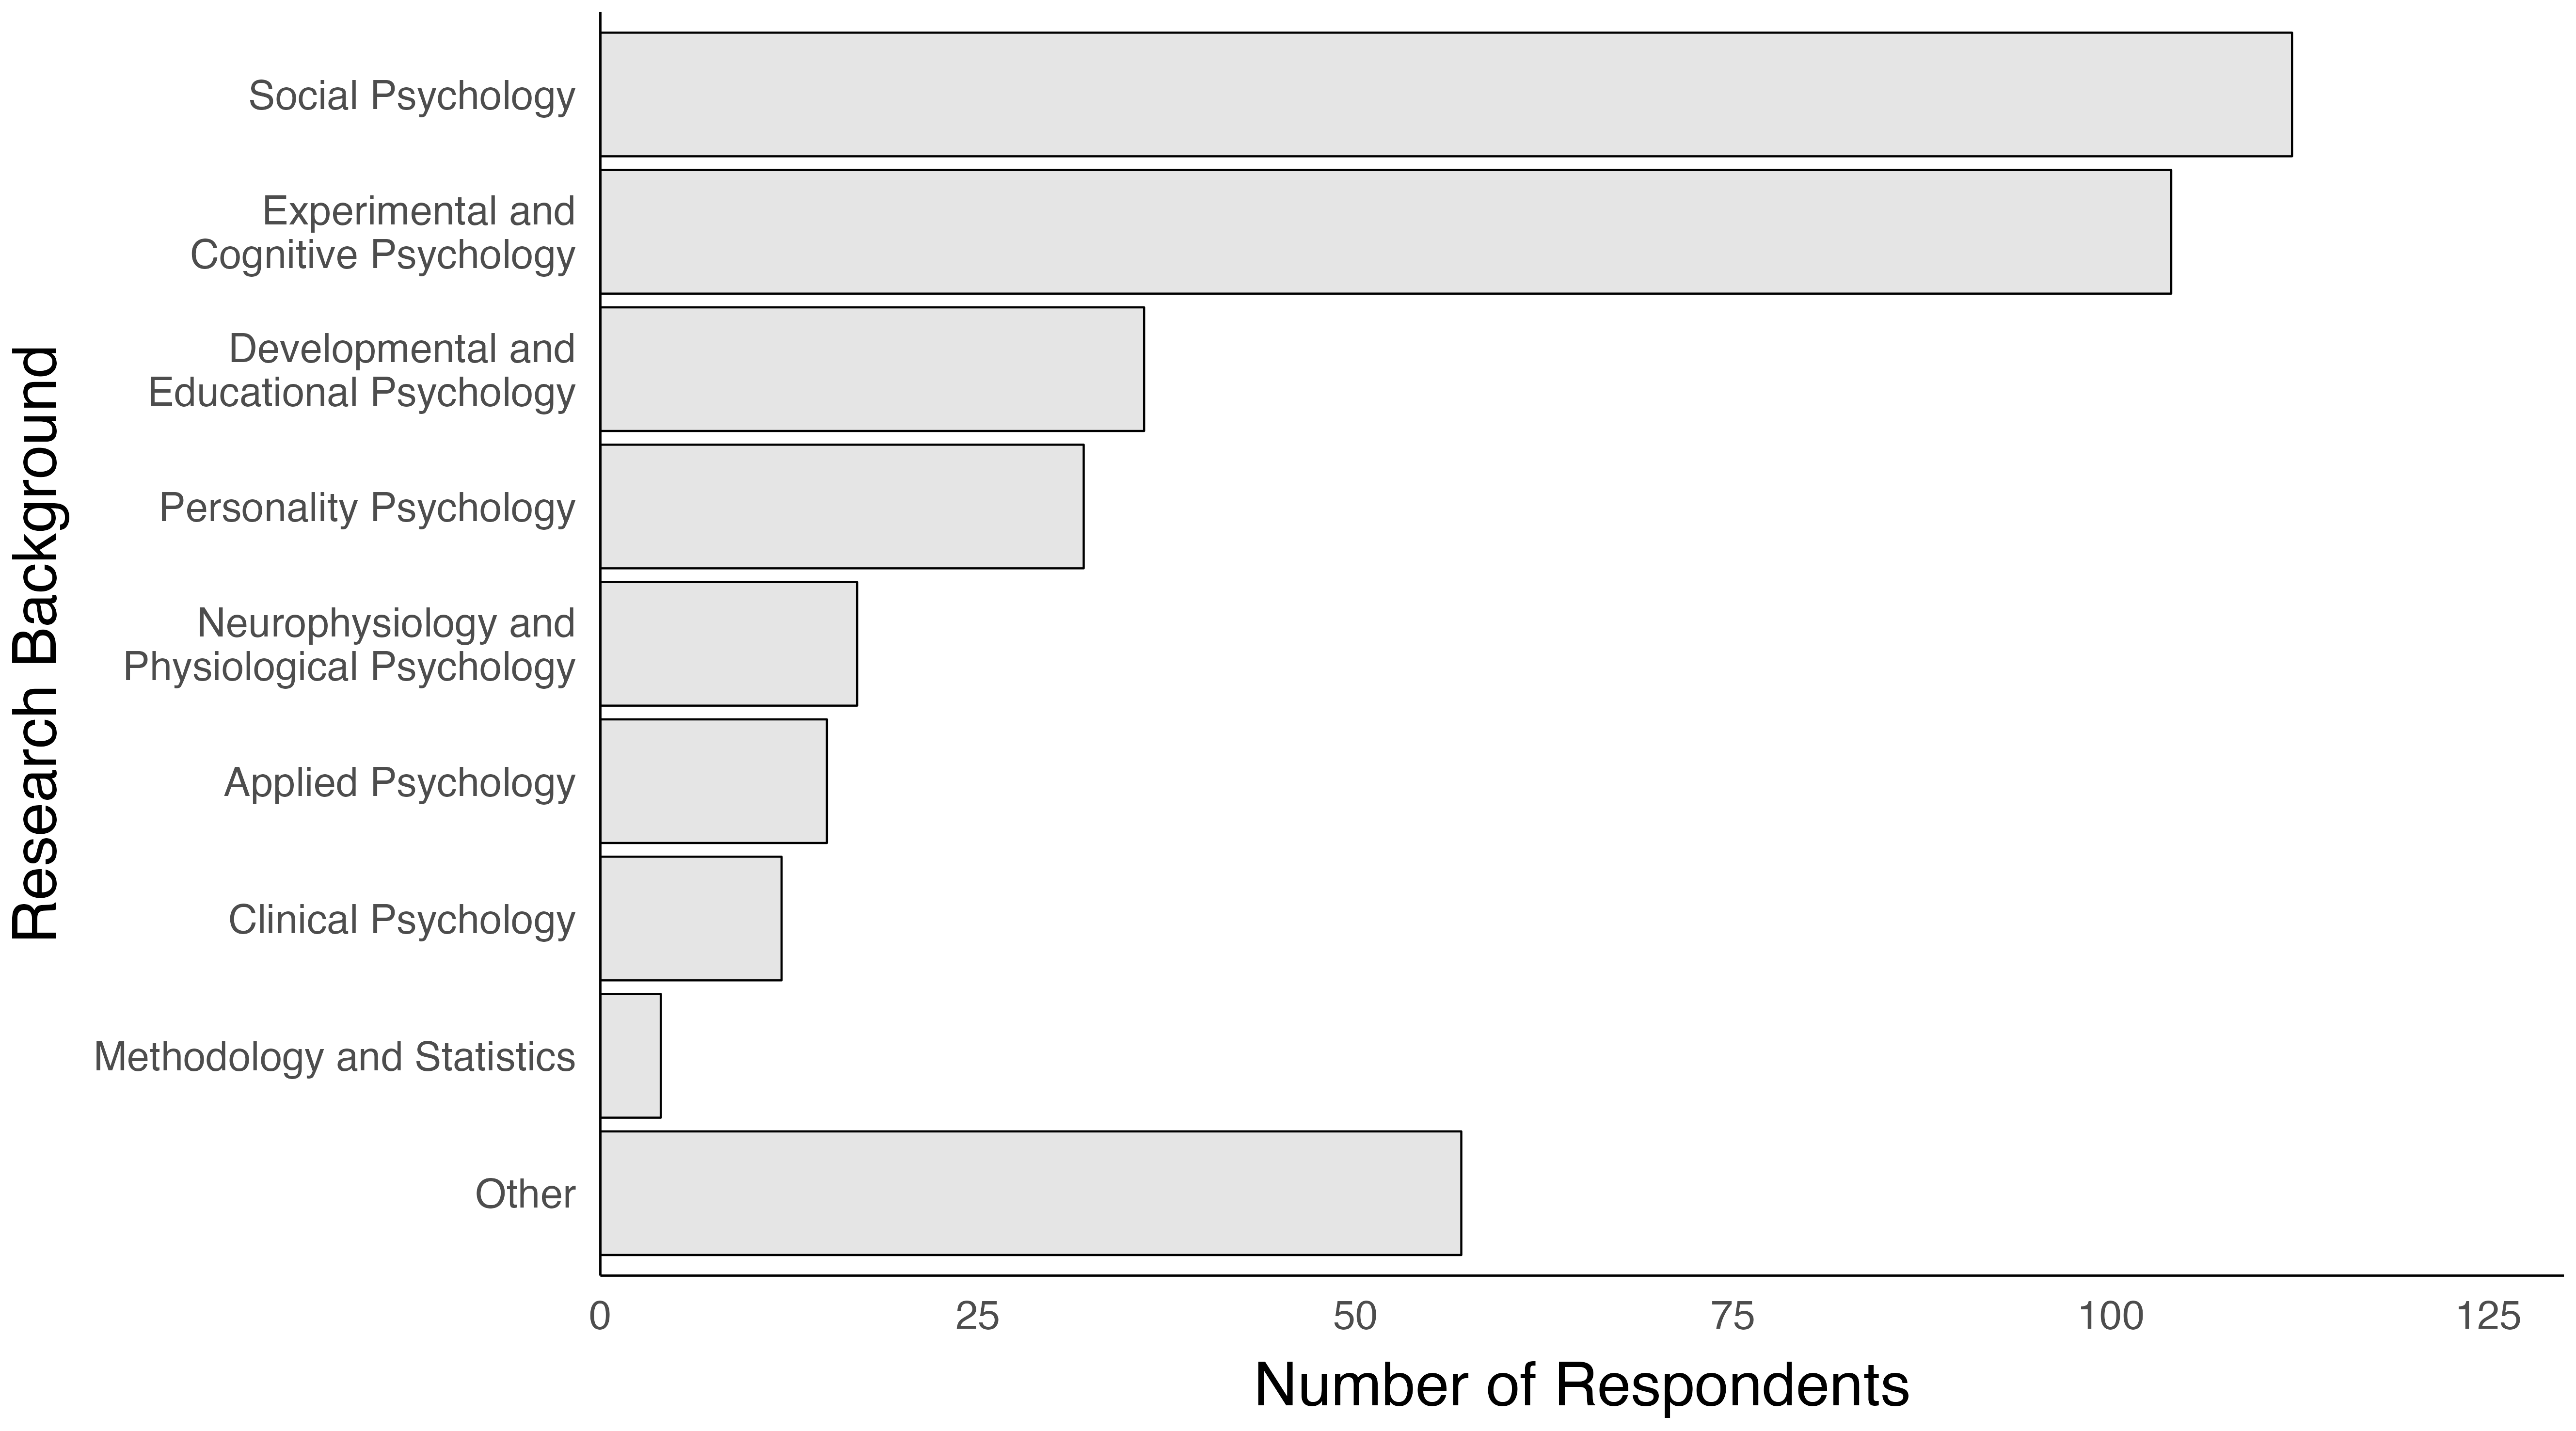 Research Background
Social Psychology
Experimental and
Cognitive Psychology
Developmental and
Educational Psychology
Personality Psychology
Neurophysiology and
Physiological Psychology
Applied Psychology
Clinical Psychology
Methodology and Statistics
Other
0 25 50 75 100 125
Number of Respondents